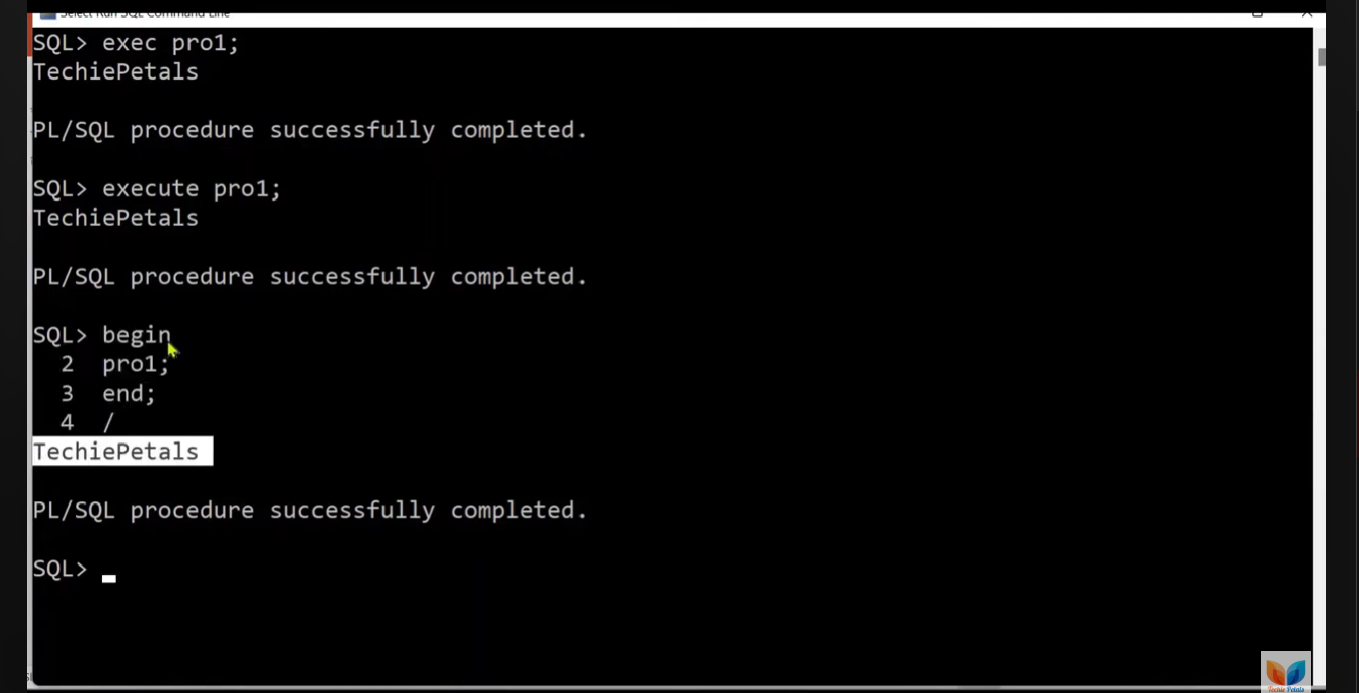 Select Run SQL Command Line
SQL> exec pro1;
TechiePetals
PL/SQL procedure successfully completed.
SQL> execute pro1;
TechiePetals
PL/SQL procedure successfully completed.
SQL> begin
2 pro1;
3 end;
4 /
TechiePetals
PL/SQL procedure successfully completed.
SQL>
Techie Petals